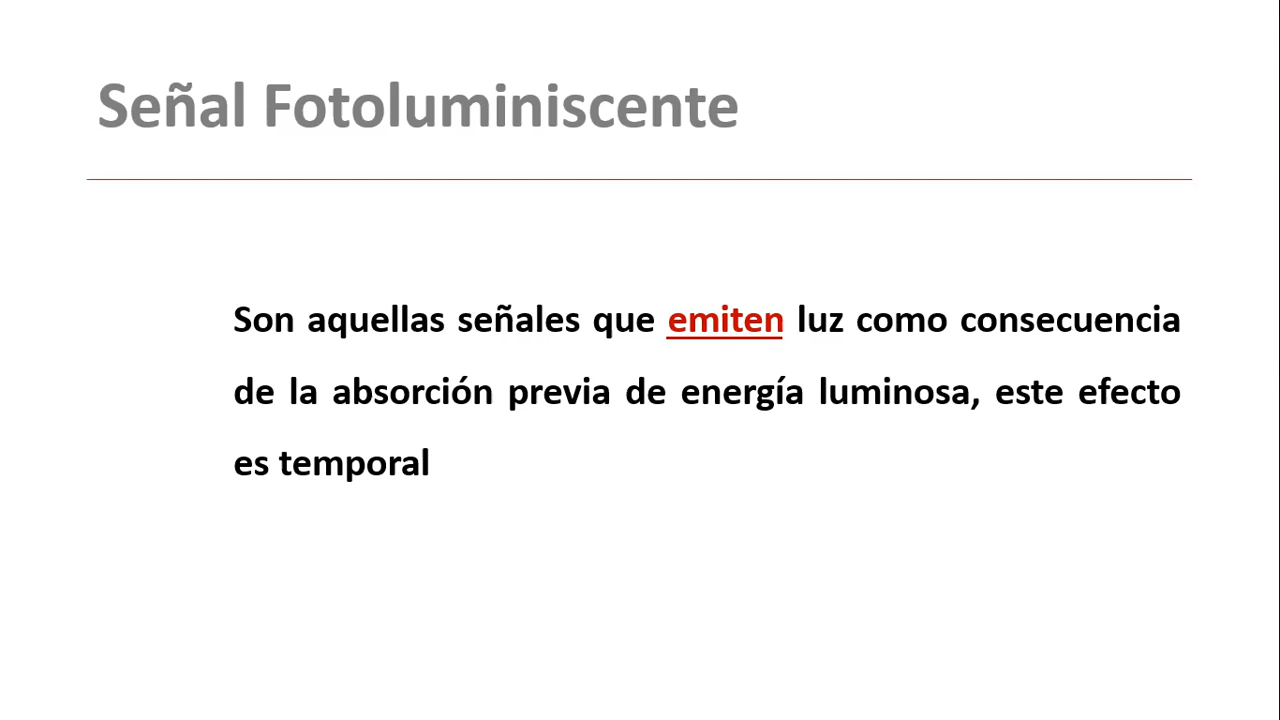 Señal Fotoluminiscente
Son aquellas señales que emiten luz como consecuencia
de la absorción previa de energía luminosa, este efecto
es temporal